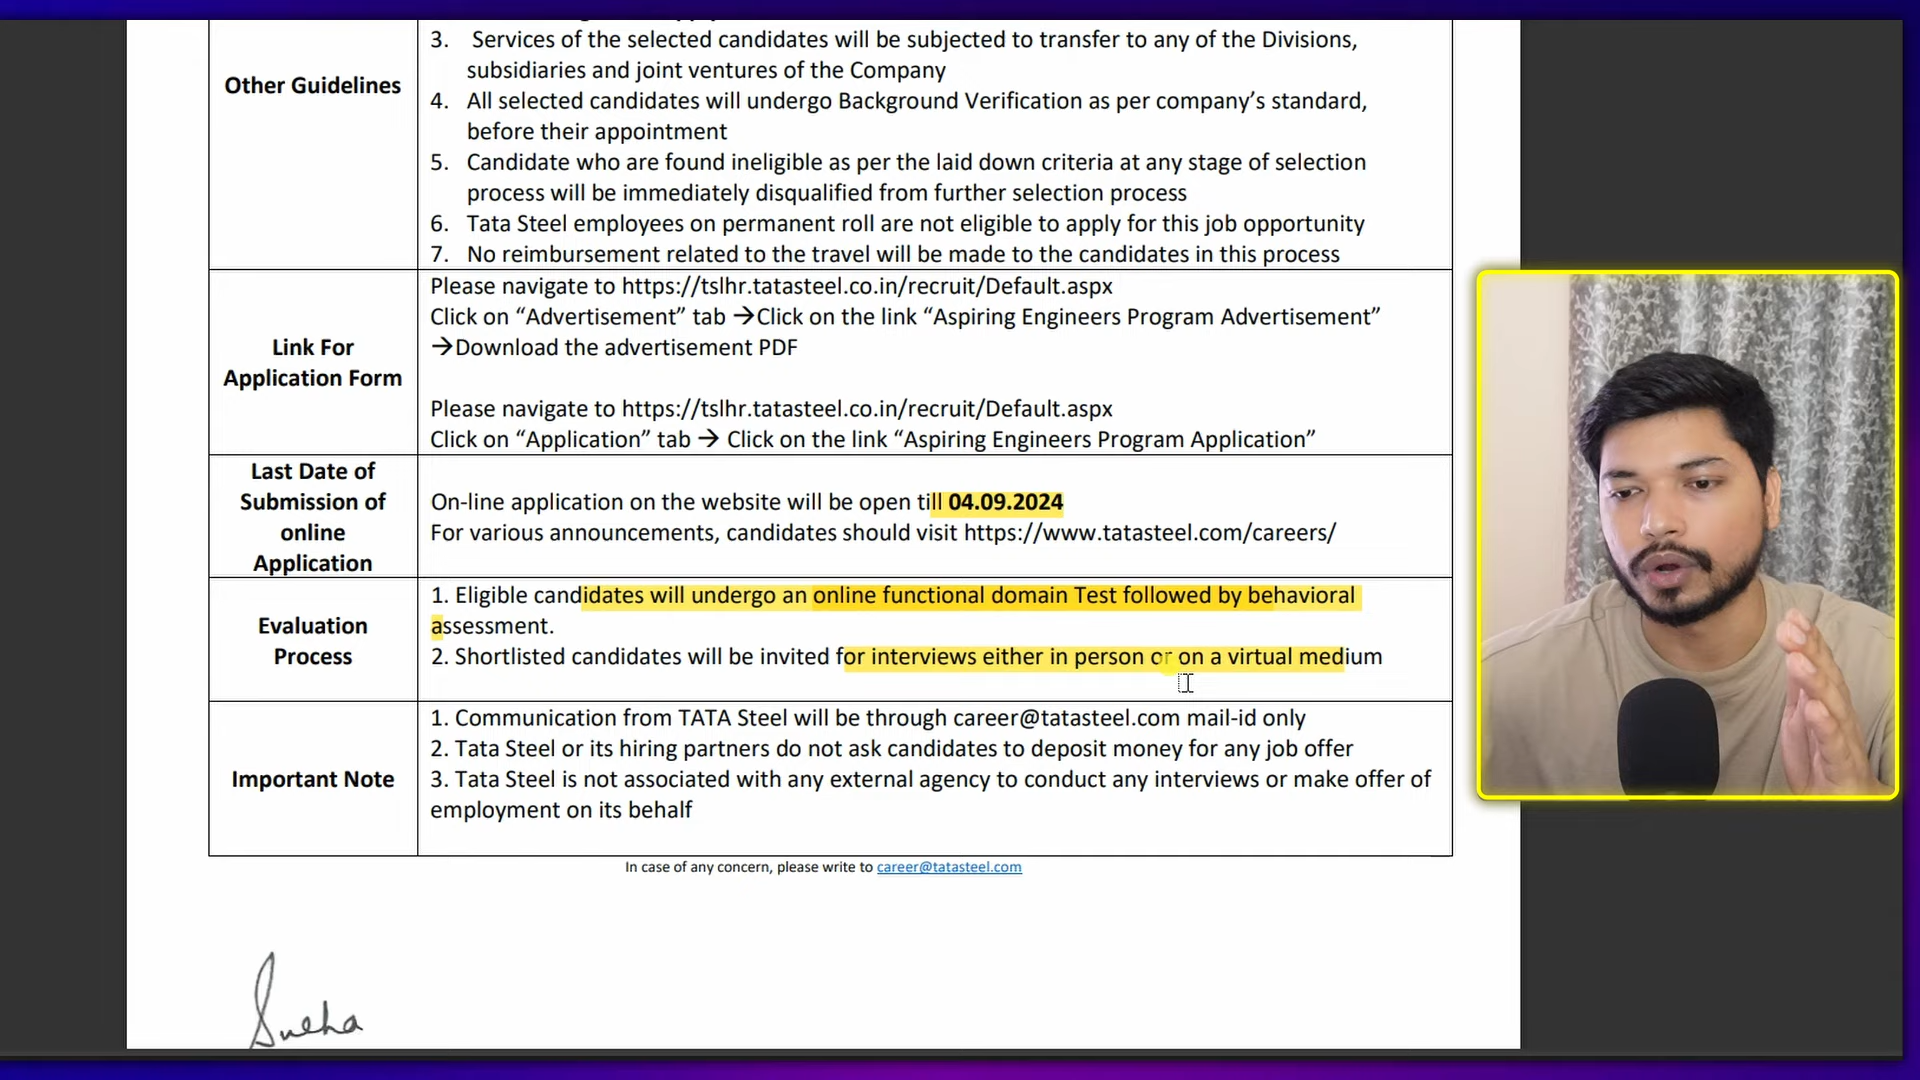 Other Guidelines
3. Services of the selected candidates will be subjected to transfer to any of the Divisions,
subsidiaries and joint ventures of the Company
4. All selected candidates will undergo Background Verification as per company’s standard,
before their appointment
5. Candidate who are found ineligible as per the laid down criteria at any stage of selection
process will be immediately disqualified from further selection process
6. Tata Steel employees on permanent roll are not eligible to apply for this job opportunity
7. No reimbursement related to the travel will be made to the candidates in this process
Link For
Application Form
Please navigate to https://tslhr.tatasteel.co.in/recruit/Default.aspx
Click on “Advertisement” tab →Click on the link “Aspiring Engineers Program Advertisement”
→Download the advertisement PDF
Please navigate to https://tslhr.tatasteel.co.in/recruit/Default.aspx
Click on “Application” tab → Click on the link “Aspiring Engineers Program Application”
Last Date of
Submission of
online
Application
On-line application on the website will be open till 04.09.2024
For various announcements, candidates should visit https://www.tatasteel.com/careers/
Evaluation
Process
1. Eligible candidates will undergo an online functional domain Test followed by behavioral
assessment.
2. Shortlisted candidates will be invited for interviews either in person or on a virtual medium
Important Note
1. Communication from TATA Steel will be through career@tatasteel.com mail-id only
2. Tata Steel or its hiring partners do not ask candidates to deposit money for any job offer
3. Tata Steel is not associated with any external agency to conduct any interviews or make offer of
employment on its behalf
In case of any concern, please write to career@tatasteel.com
Sneha